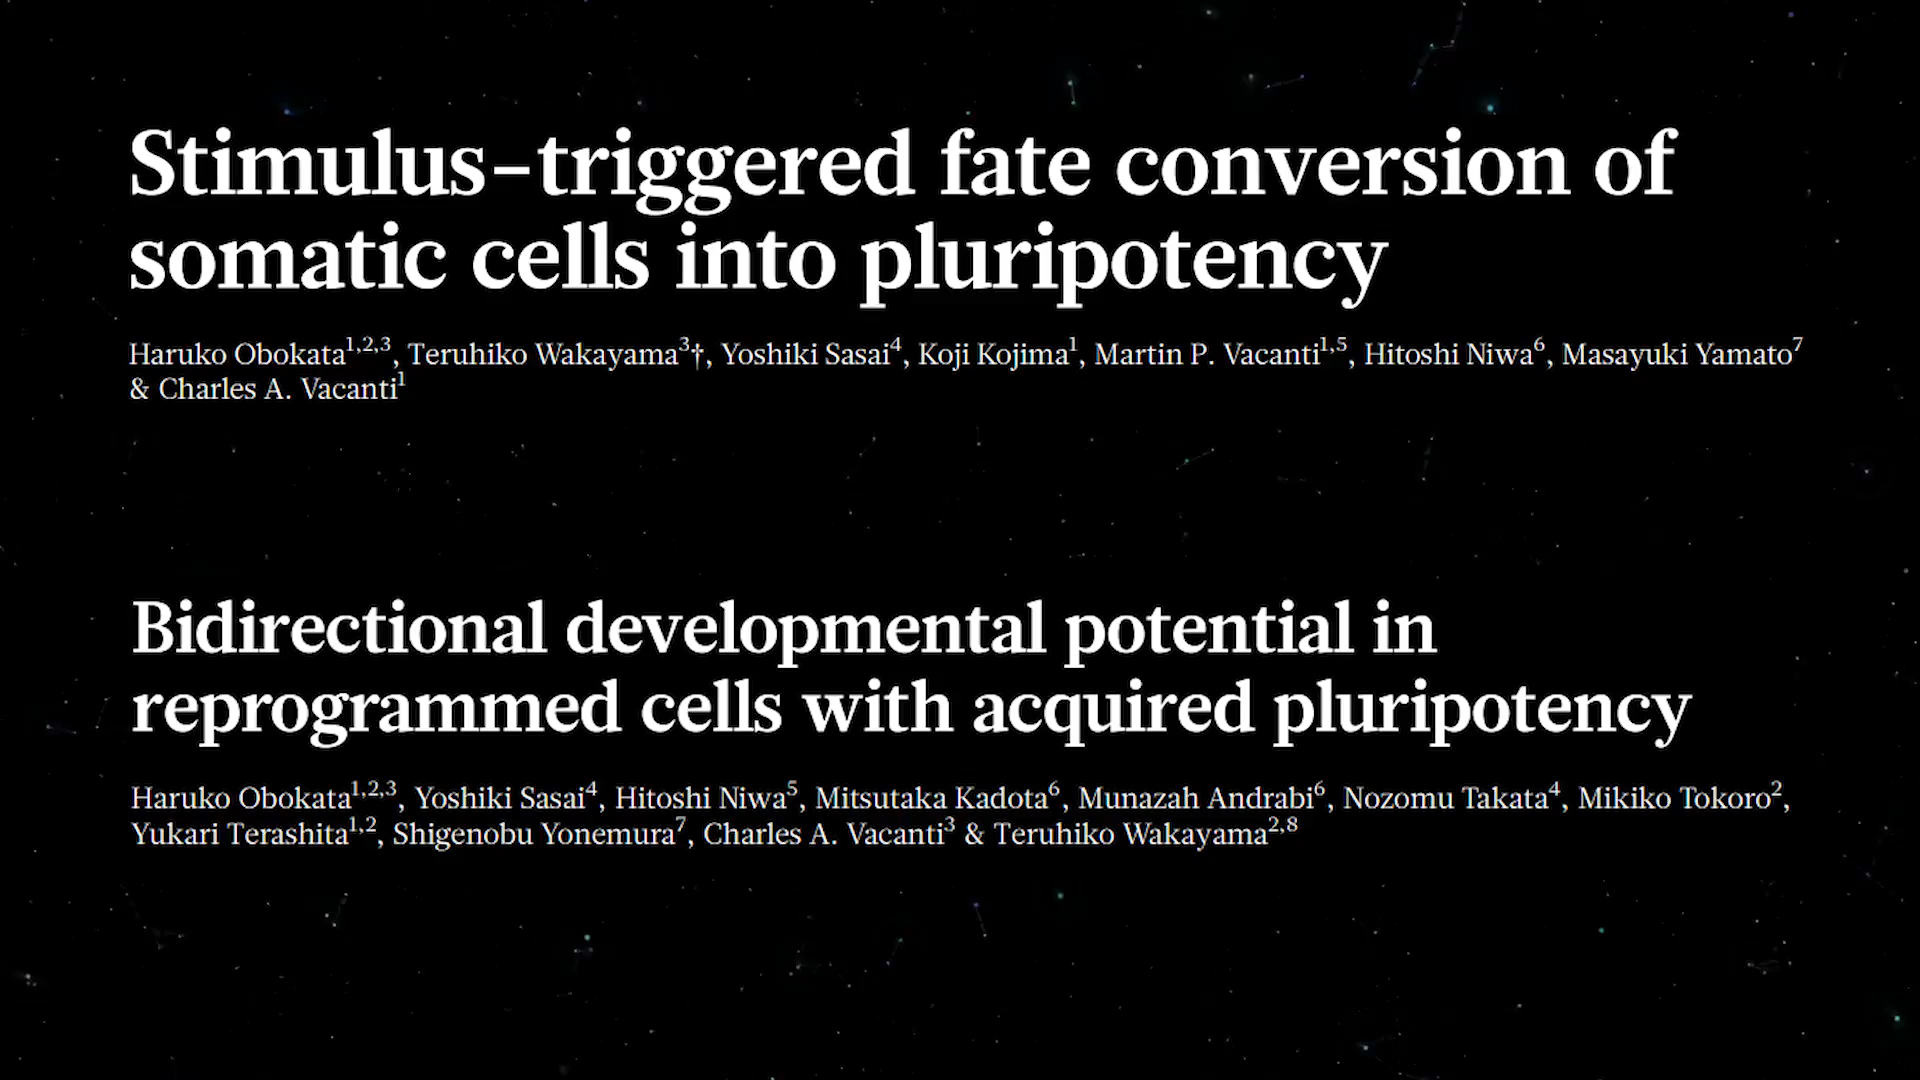 Stimulus-triggered fate conversion of
somatic cells into pluripotency
Haruko Obokata1,2,3, Teruhiko Wakayama3†, Yoshiki Sasai4, Koji Kojima1, Martin P. Vacanti1,5, Hitoshi Niwa6, Masayuki Yamato7
& Charles A. Vacanti1
Bidirectional developmental potential in
reprogrammed cells with acquired pluripotency
Haruko Obokata1,2,3, Yoshiki Sasai4, Hitoshi Niwa5, Mitsutaka Kadota6, Munazah Andrabi6, Nozomu Takata4, Mikiko Tokoro2,
Yukari Terashita1,2, Shigenobu Yonemura7, Charles A. Vacanti3 & Teruhiko Wakayama2,8